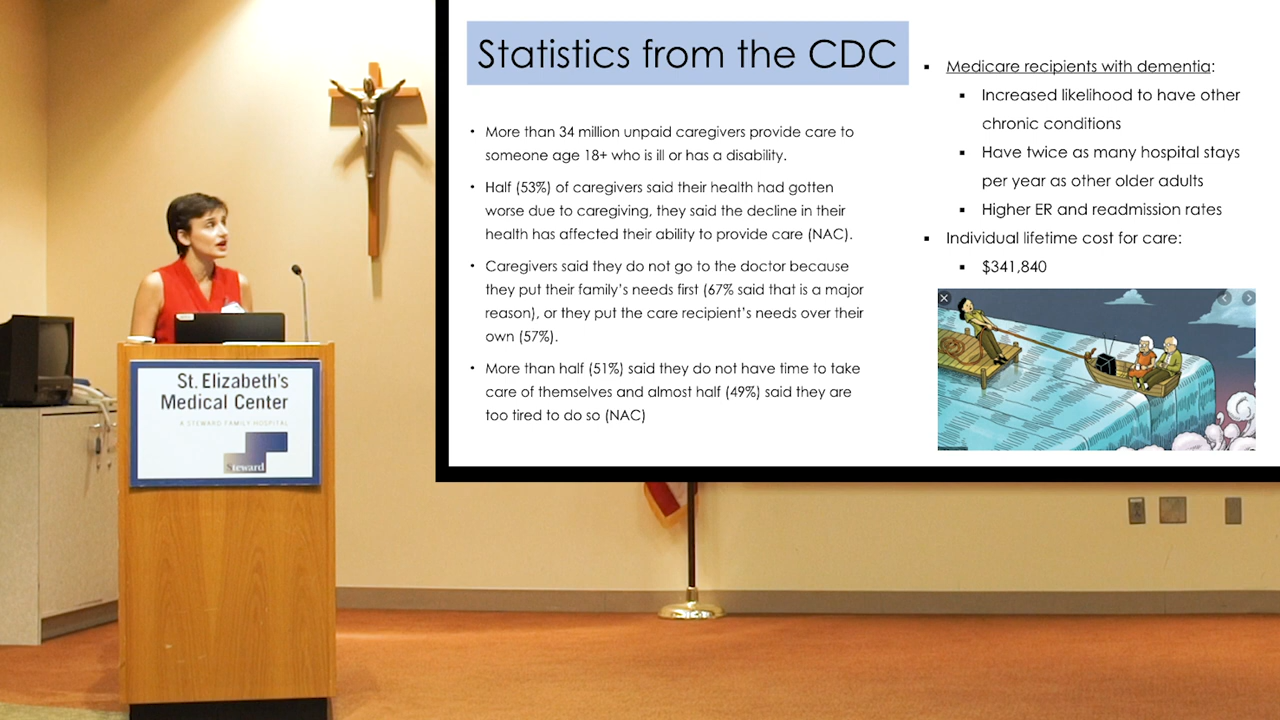 Statistics from the CDC
• More than 34 million unpaid caregivers provide care to
someone age 18+ who is ill or has a disability.
• Half (53%) of caregivers said their health had gotten
worse due to caregiving, they said the decline in their
health has affected their ability to provide care (NAC).
• Caregivers said they do not go to the doctor because
they put their family's needs first (67% said that is a major
reason), or they put the care recipient's needs over their
own (57%).
• More than half (51%) said they do not have time to take
care of themselves and almost half (49%) said they are
too tired to do so (NAC)
▪ Medicare recipients with dementia:
▪ Increased likelihood to have other
chronic conditions
▪ Have twice as many hospital stays
per year as other older adults
▪ Higher ER and readmission rates
▪ Individual lifetime cost for care:
▪ $341,840
St. Elizabeth's
Medical Center
A STEWARD FAMILY HOSPITAL
Steward